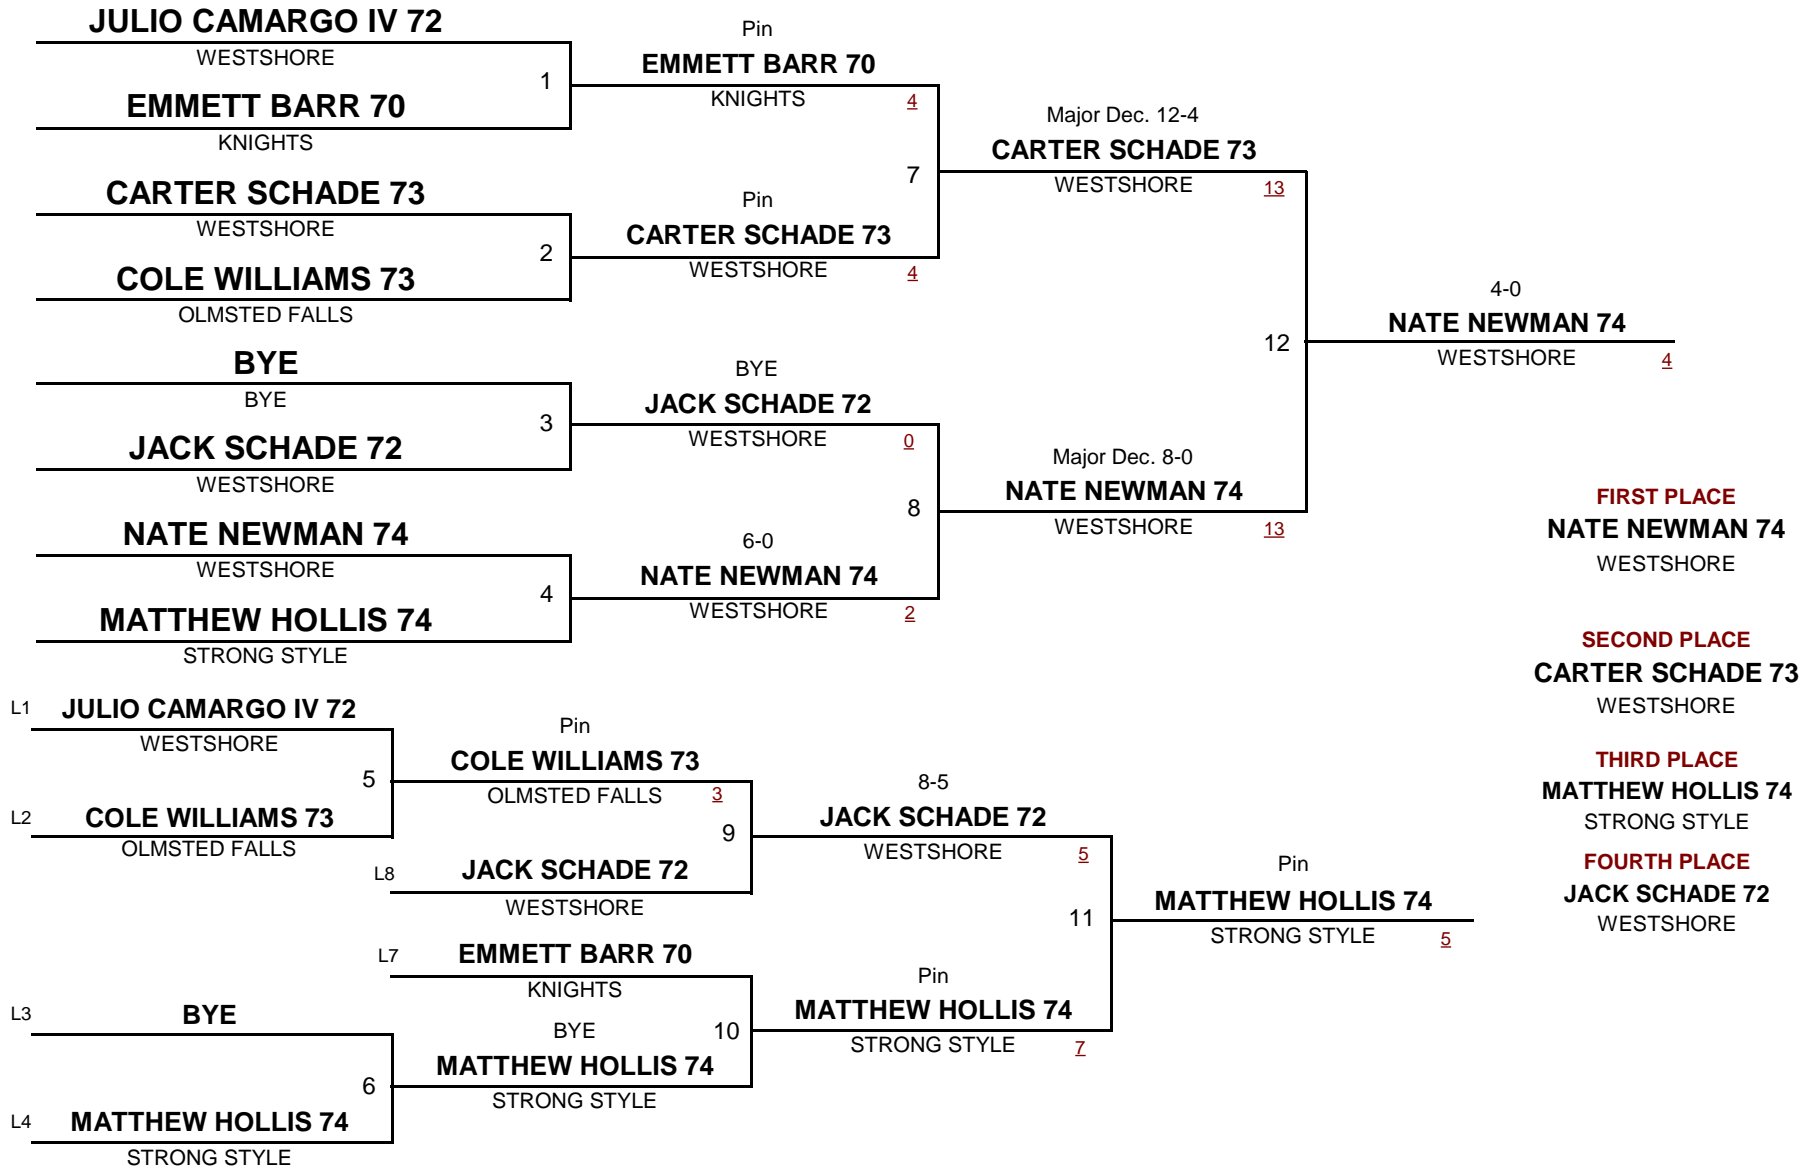 JULIO CAMARGO IV 72
WESTSHORE
1
EMMETT BARR 70
KNIGHTS
CARTER SCHADE 73
WESTSHORE
2
COLE WILLIAMS 73
OLMSTED FALLS
BYE
BYE
3
JACK SCHADE 72
WESTSHORE
NATE NEWMAN 74
WESTSHORE
4
MATTHEW HOLLIS 74
STRONG STYLE
Pin
EMMETT BARR 70
KNIGHTS 4
7
Pin
CARTER SCHADE 73
WESTSHORE 4
BYE
JACK SCHADE 72
WESTSHORE 0
8
6-0
NATE NEWMAN 74
WESTSHORE 2
Major Dec. 12-4
CARTER SCHADE 73
WESTSHORE 13
12
Major Dec. 8-0
NATE NEWMAN 74
WESTSHORE 13
4-0
NATE NEWMAN 74
WESTSHORE 4
FIRST PLACE
NATE NEWMAN 74
WESTSHORE
SECOND PLACE
CARTER SCHADE 73
WESTSHORE
THIRD PLACE
MATTHEW HOLLIS 74
STRONG STYLE
FOURTH PLACE
JACK SCHADE 72
WESTSHORE
L1 JULIO CAMARGO IV 72
WESTSHORE
5
L2 COLE WILLIAMS 73
OLMSTED FALLS
Pin
COLE WILLIAMS 73
OLMSTED FALLS 3
9
L8 JACK SCHADE 72
WESTSHORE
L7 EMMETT BARR 70
KNIGHTS
L3 BYE
6
L4 MATTHEW HOLLIS 74
STRONG STYLE
BYE
10
MATTHEW HOLLIS 74
STRONG STYLE
8-5
JACK SCHADE 72
WESTSHORE 5
11
Pin
MATTHEW HOLLIS 74
STRONG STYLE 7
Pin
MATTHEW HOLLIS 74
STRONG STYLE 5